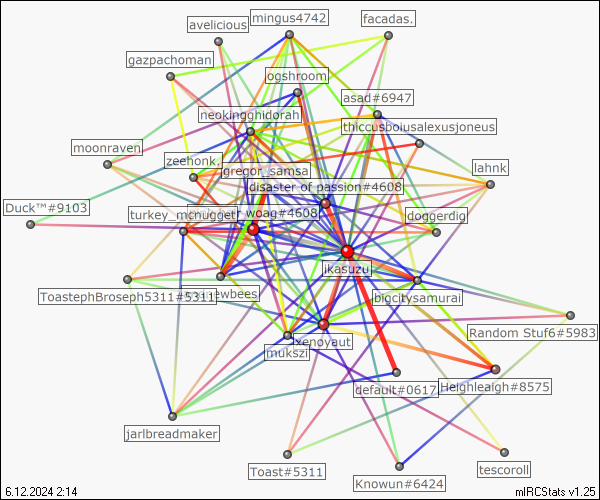 mingus4742
facadas.
avelicious
gazpachoman
ogshroom
asad#6947
neokingghidorah
thiccusboiusalexusjoneus
moonraven
zeehonk.
lahnk
gregor_samsa
disaster of passion#4608
Duck™#9103
turkey_mcnugget
woag#4608
doggerdig
jkasuzu
ToastephBroseph5311#5311
newbees
bigcitysamurai
Random Stuf6#5983
xenoyaut
mukszil
default#0617
Heighleaigh#8575
jarlbreadmaker
Toast#5311
Knowun#6424
tescoroll
6.12.2024 2:14
mIRCStats v1.25